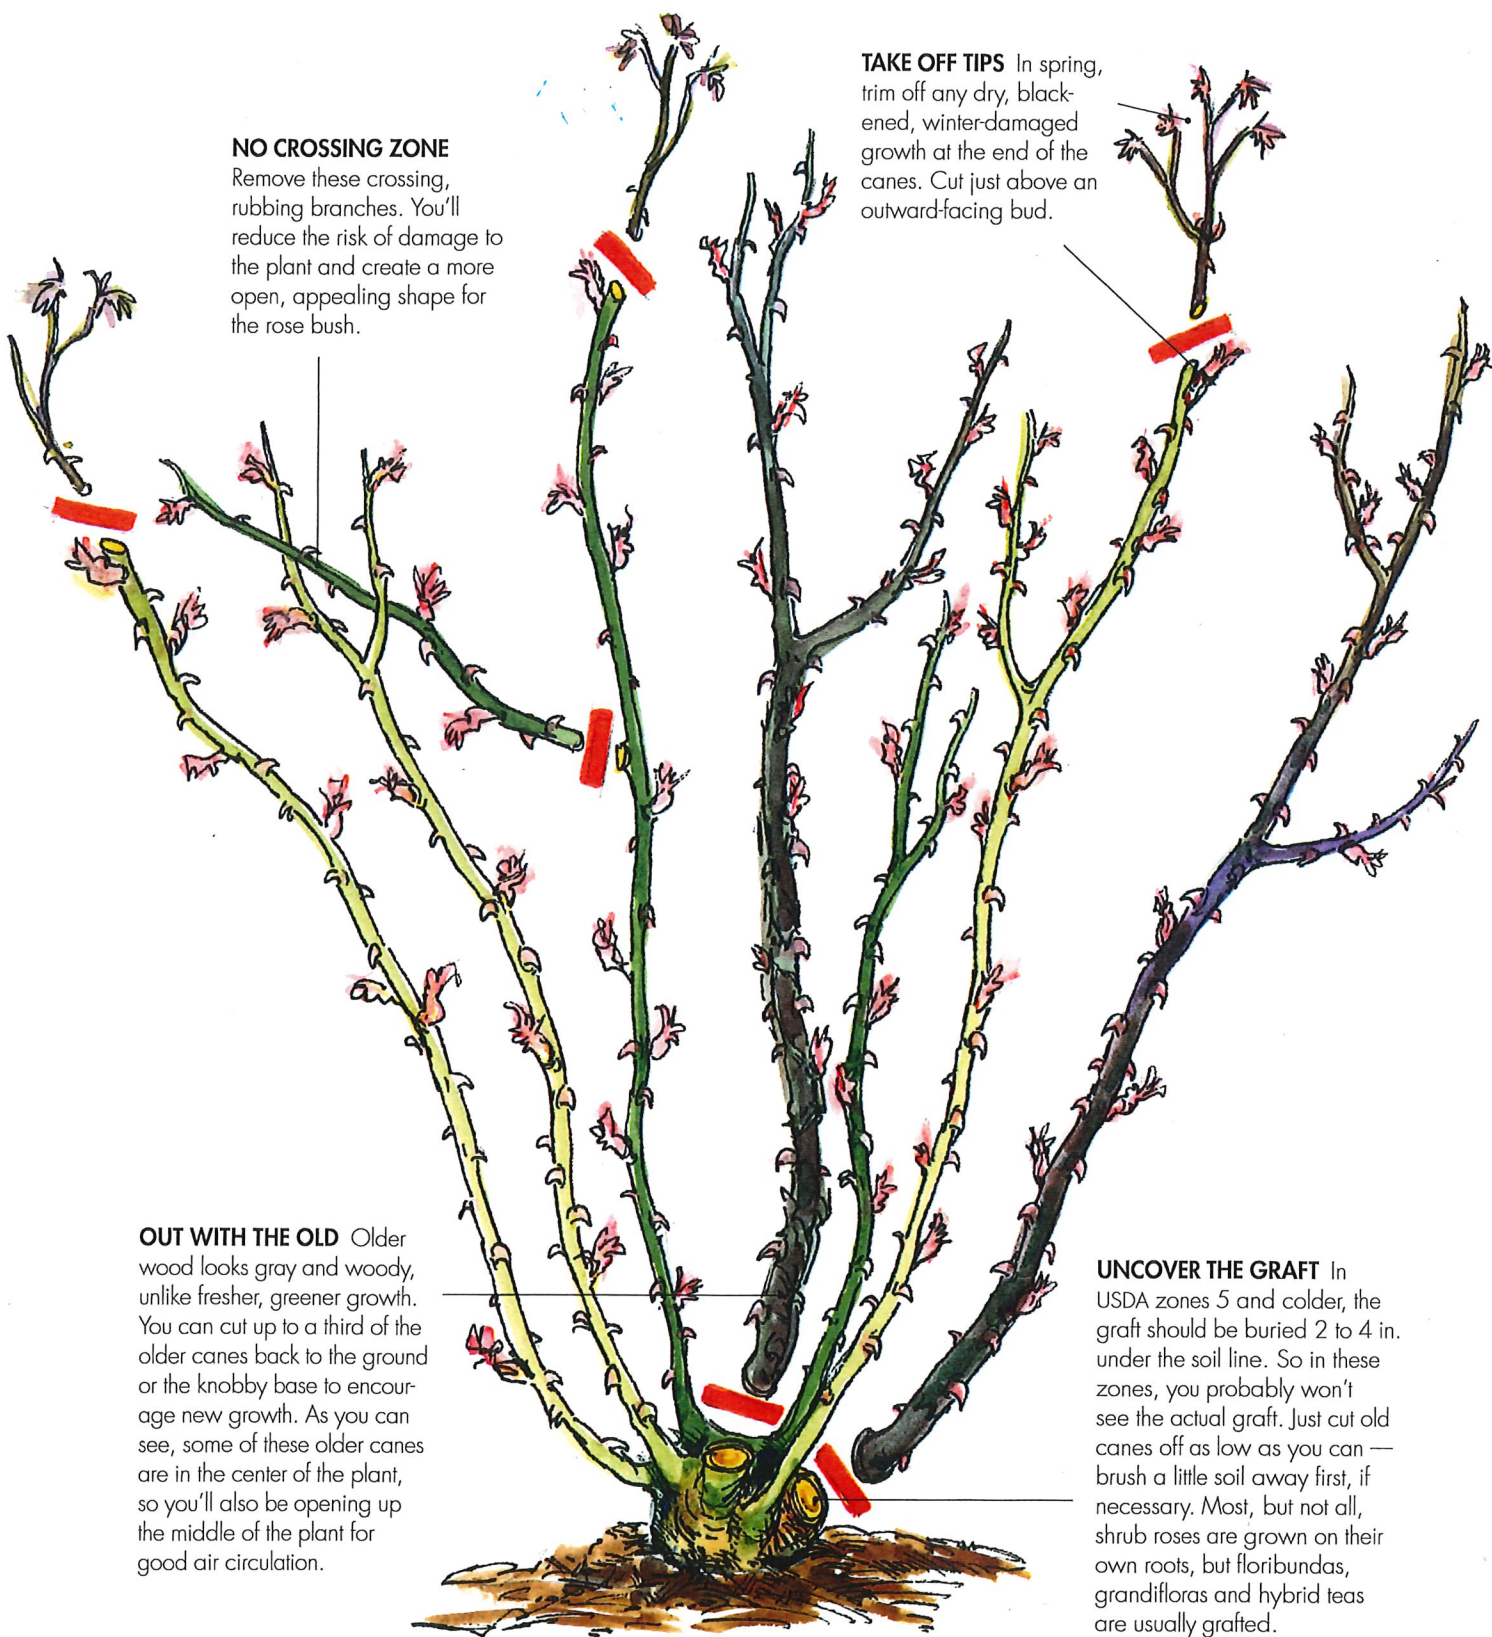 TAKE OFF TIPS In spring,
trim off any dry, black-
ened, winter-damaged
growth at the end of the
canes. Cut just above an
outward-facing bud.
NO CROSSING ZONE
Remove these crossing,
rubbing branches. You'll
reduce the risk of damage to
the plant and create a more
open, appealing shape for
the rose bush.
OUT WITH THE OLD Older
wood looks gray and woody,
unlike fresher, greener growth.
You can cut up to a third of the
older canes back to the ground
or the knobby base to encour-
age new growth. As you can
see, some of these older canes
are in the center of the plant,
so you'll also be opening up
the middle of the plant for
good air circulation.
UNCOVER THE GRAFT In
USDA zones 5 and colder, the
graft should be buried 2 to 4 in.
under the soil line. So in these
zones, you probably won't
see the actual graft. Just cut old
canes off as low as you can —
brush a little soil away first, if
necessary. Most, but not all,
shrub roses are grown on their
own roots, but floribundas,
grandifloras and hybrid teas
are usually grafted.